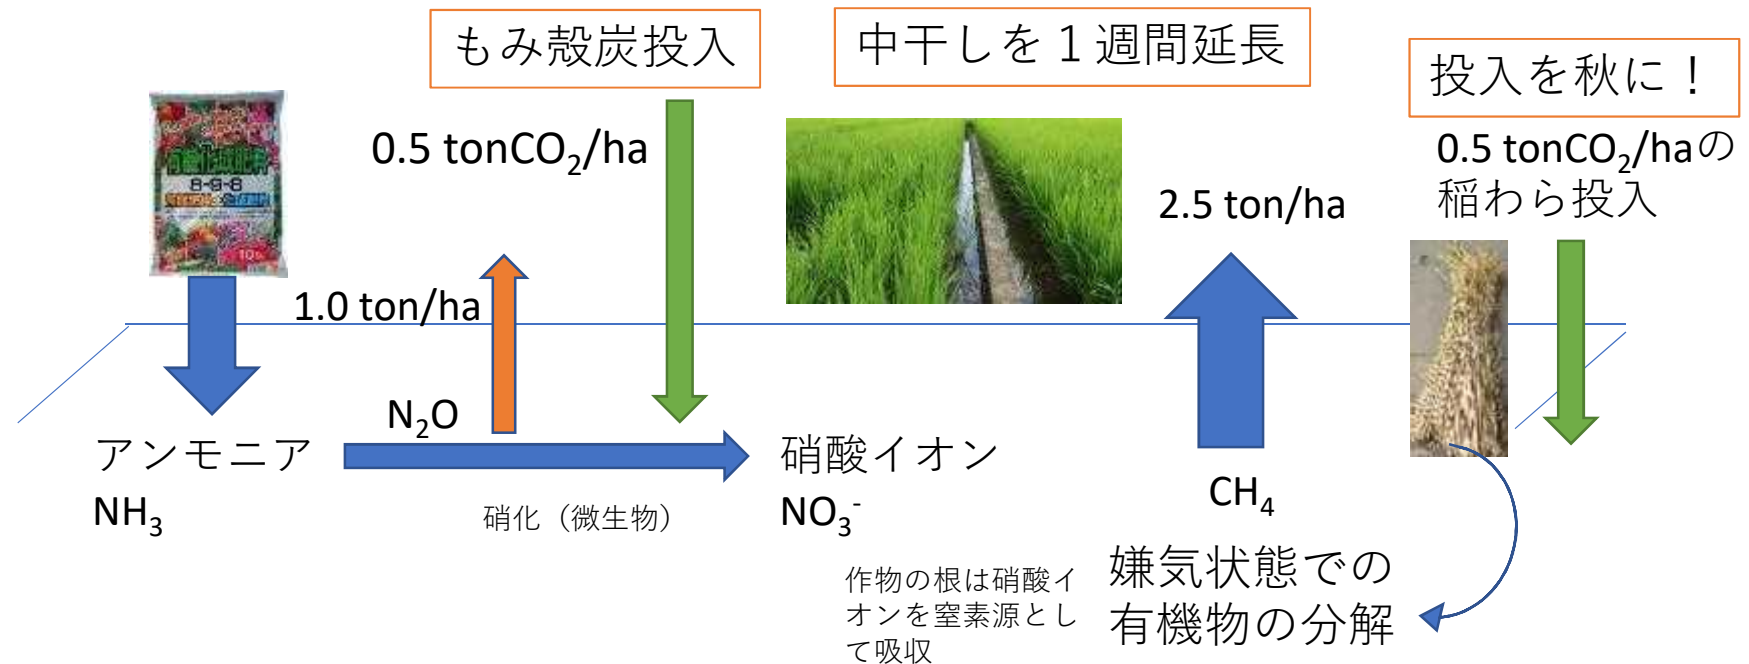 もみ殻炭投入
中干しを１週間延長
投入を秋に！
0.5 tonCO₂/ha
0.5 tonCO₂/haの
稲わら投入
2.5 ton/ha
8-9-8
1.0 ton/ha
N₂O
アンモニア
NH₃
硝化（微生物）
硝酸イオン
NO₃⁻
作物の根は硝酸イ
オンを窒素源とし
て吸収
CH₄
嫌気状態での
有機物の分解